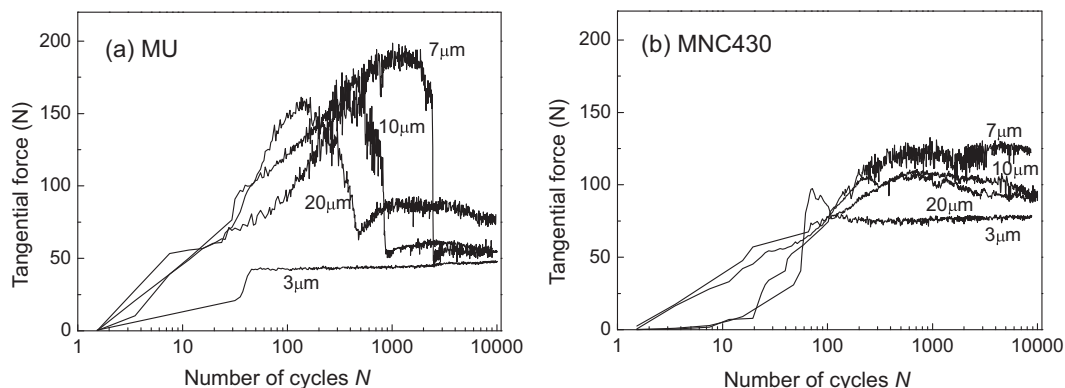 (a) MU
Tangential force (N)
200
150
100
50
0
7μm
10μm
20μm
3μm
1
10
100
1000
10000
Number of cycles N
(b) MNC430
Tangential force (N)
200
150
100
50
0
7μm
10μm
20μm
3μm
1
10
100
1000
10000
Number of cycles N